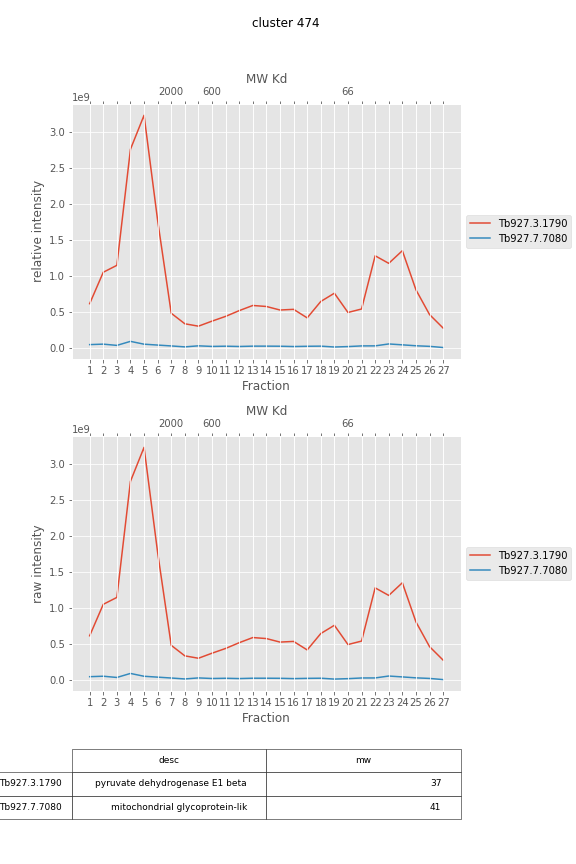 cluster 474
MW Kd
2000 600 66
1e9
3.0
2.5
2.0
1.5
1.0
0.5
0.0
relative intensity
1 2 3 4 5 6 7 8 9 10 11 12 13 14 15 16 17 18 19 20 21 22 23 24 25 26 27
Fraction
Tb927.3.1790
Tb927.7.7080
MW Kd
2000 600 66
1e9
3.0
2.5
2.0
1.5
1.0
0.5
0.0
raw intensity
1 2 3 4 5 6 7 8 9 10 11 12 13 14 15 16 17 18 19 20 21 22 23 24 25 26 27
Fraction
Tb927.3.1790
Tb927.7.7080
desc mw
Tb927.3.1790 pyruvate dehydrogenase E1 beta 37
Tb927.7.7080 mitochondrial glycoprotein-lik 41